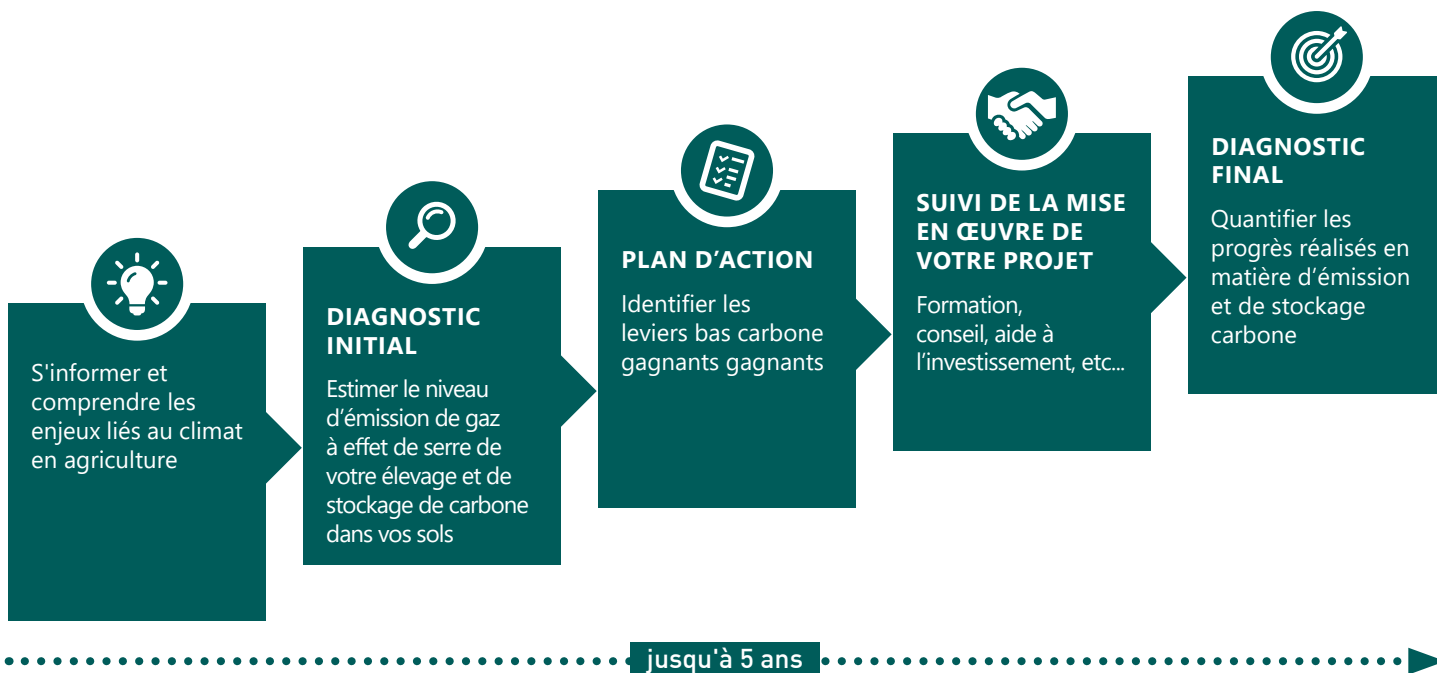 S'informer et
comprendre les
enjeux liés au climat
en agriculture
DIAGNOSTIC
INITIAL
Estimer le niveau
d’émission de gaz
à effet de serre de
votre élevage et de
stockage de carbone
dans vos sols
PLAN D’ACTION
Identifier les
leviers bas carbone
gagnants gagnants
SUIVI DE LA MISE
EN ŒUVRE DE
VOTRE PROJET
Formation,
conseil, aide à
l’investissement, etc...
DIAGNOSTIC
FINAL
Quantifier les
progrès réalisés en
matière d’émission
et de stockage
carbone
jusqu'à 5 ans